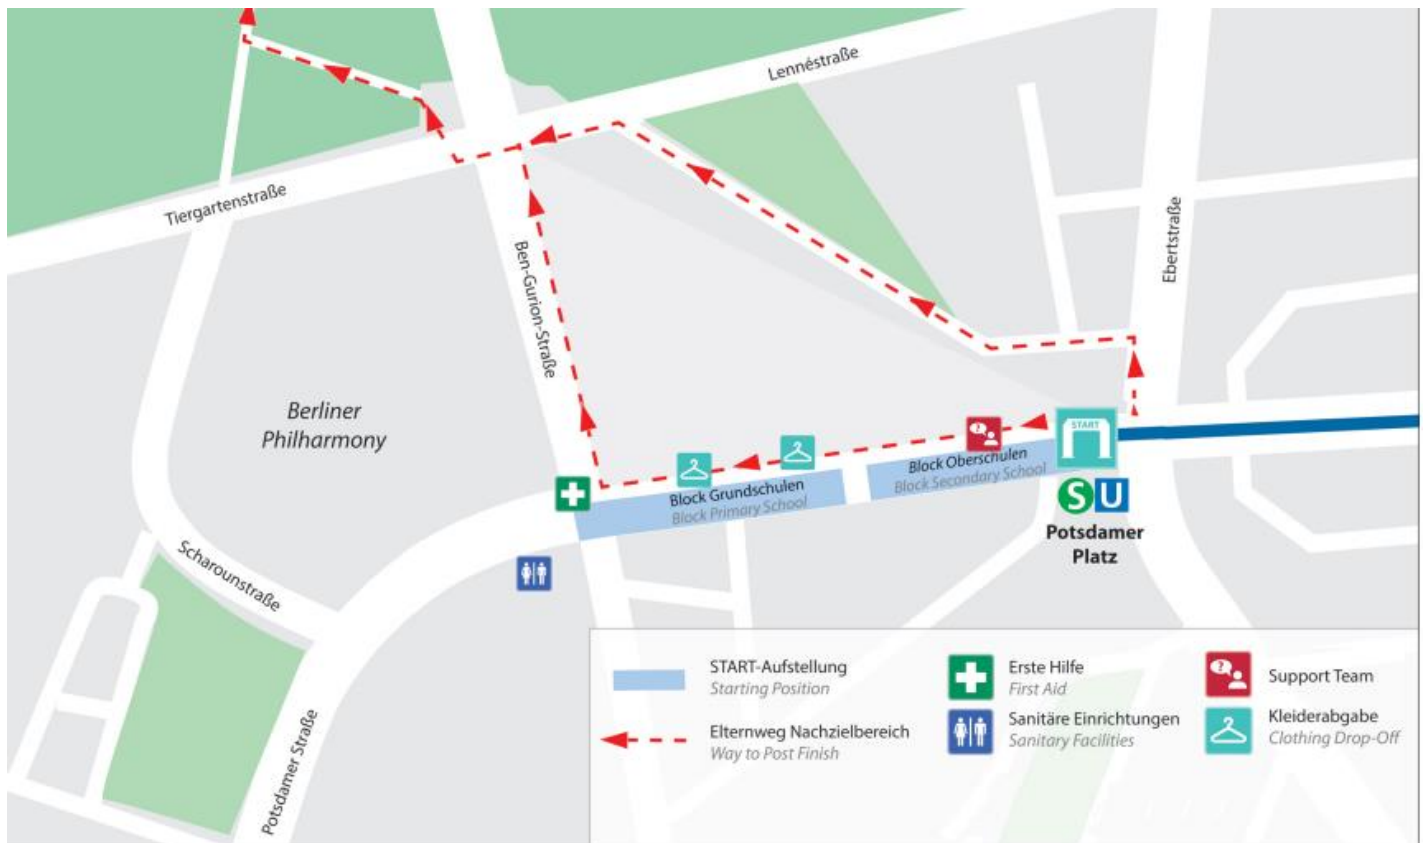 Lennéstraße
Tiergartenstraße
Ebertstraße
Ben-Gurion-Straße
Berliner
Philharmony
START
Block Oberschulen
Block Secondary School
Block Grundschulen
Block Primary School
S U
Potsdamer
Platz
Scharounstraße
Potsdamer Straße
START-Aufstellung
Starting Position
Elternweg Nachzielbereich
Way to Post Finish
Erste Hilfe
First Aid
Sanitäre Einrichtungen
Sanitary Facilities
?
Support Team
Kleiderabgabe
Clothing Drop-Off